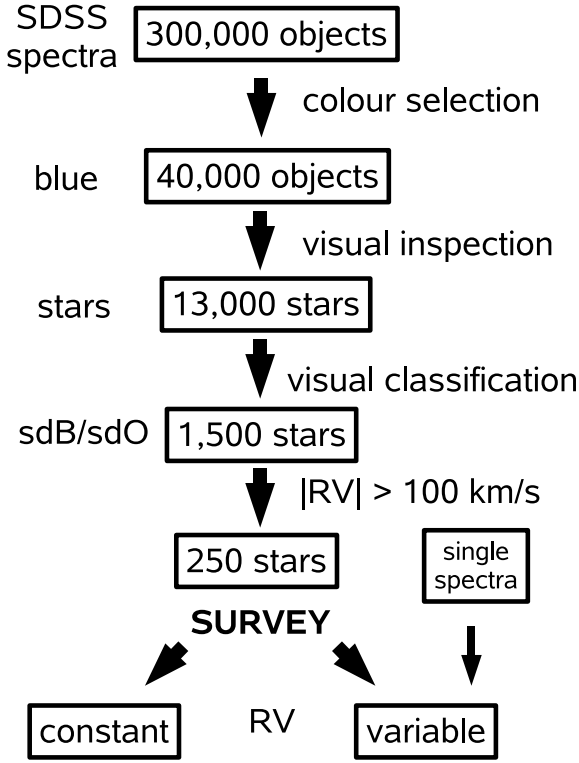 SDSS
spectra
300,000 objects
colour selection
blue
40,000 objects
visual inspection
stars
13,000 stars
visual classification
sdB/sdO
1,500 stars
|RV| > 100 km/s
250 stars
single
spectra
SURVEY
constant
RV
variable